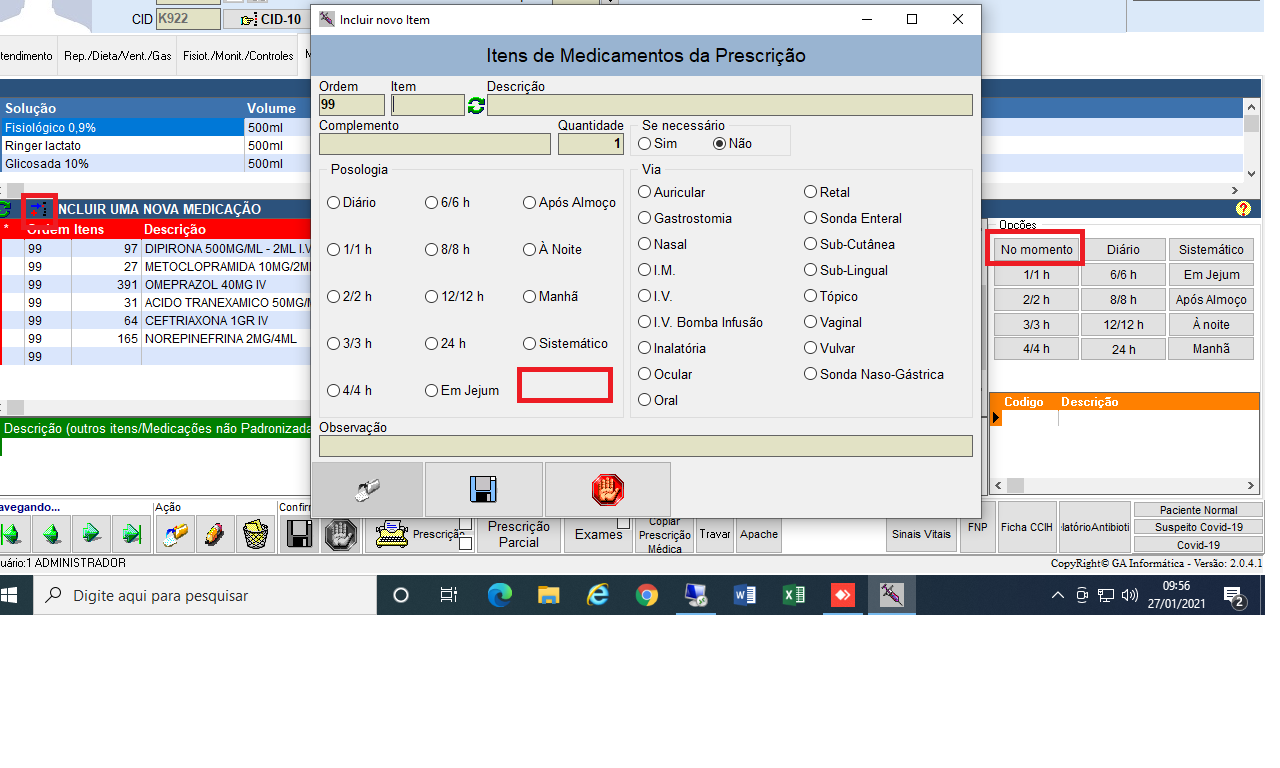 CID K922 CID-10
Incluir novo Item
Itens de Medicamentos da Prescrição
tendimento Rep./Dieta/Vent./Gas Fisiot./Monit./Controles
Ordem Item Descrição
99
Complemento Quantidade Se necessário
1 Sim Não
Solução Volume
Fisiológico 0,9% 500ml
Ringer lactato 500ml
Glicosada 10% 500ml
INCLUIR UMA NOVA MEDICAÇÃO
* Ordem Itens Descrição
99 97 DIPIRONA 500MG/ML - 2ML I.V
99 27 METOCLOPRAMIDA 10MG/2M
99 391 OMEPRAZOL 40MG IV
99 31 ACIDO TRANEXAMICO 50MG/
99 64 CEFTRIAXONA 1GR IV
99 165 NOREPINEFRINA 2MG/4ML
99
Posologia
Diário 6/6 h Após Almoço
1/1 h 8/8 h À Noite
2/2 h 12/12 h Manhã
3/3 h 24 h Sistemático
4/4 h Em Jejum
Via
Auricular Retal
Gastrostomia Sonda Enteral
Nasal Sub-Cutânea
I.M. Sub-Lingual
I.V. Tópico
I.V. Bomba Infusão Vaginal
Inalatória Vulvar
Ocular Sonda Naso-Gástrica
Oral
Observação
Opções
No momento Diário Sistemático
1/1 h 6/6 h Em Jejum
2/2 h 8/8 h Após Almoço
3/3 h 12/12 h À noite
4/4 h 24 h Manhã
Codigo Descrição
Descrição (outros itens/Medicações não Padronizada
avegando... Ação Confirm
Prescrição
Prescrição Parcial
Exames
Copiar Prescrição Médica
Travar
Apache
Sinais Vitais
FNP
Ficha CCIH
latórioAntibioti
Paciente Normal
Suspeito Covid-19
Covid-19
uário:1 ADMINISTRADOR
CopyRight© GA Informática - Versão: 2.0.4.1
Digite aqui para pesquisar
09:56
27/01/2021
2